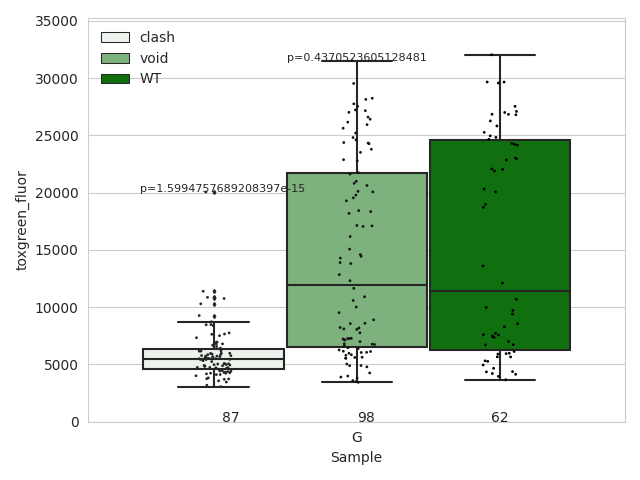 35000
clash
void
p=0.4370523605128481
30000
WT
25000
20000
p=1.5994757689208397e-15
15000
10000
5000
0
87
98
62
toxgreen_fluor
G
Sample